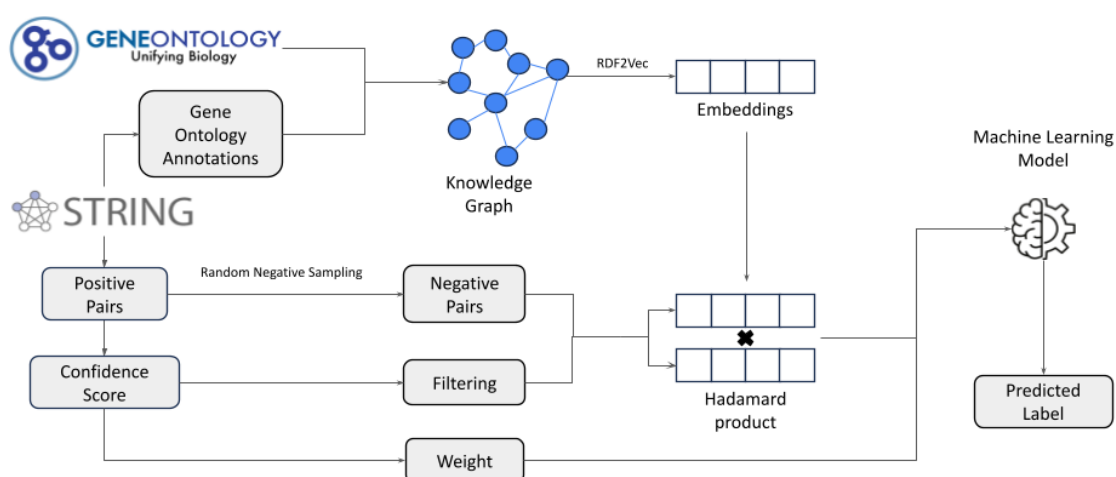 GENEONTOLOGY
Unifying Biology
RDF2Vec
Gene
Ontology
Annotations
Embeddings
Machine Learning
Model
Knowledge
Graph
STRING
Random Negative Sampling
Positive
Pairs
Negative
Pairs
Confidence
Score
Filtering
Hadamard
product
Predicted
Label
Weight